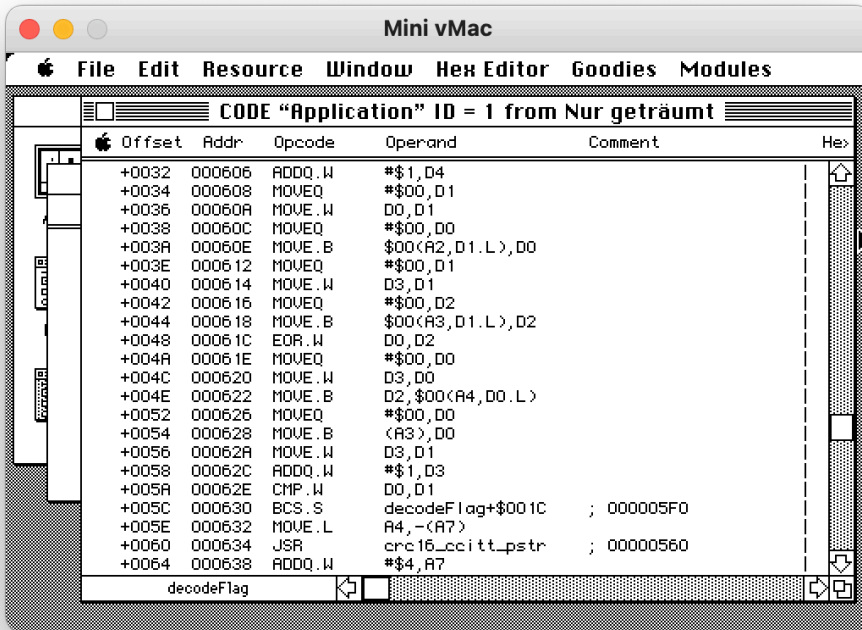 Mini vMac
File Edit Resource Window Hex Editor Goodies Modules
CODE “Application” ID = 1 from Nur geträumt
Offset Addr Opcode Operand Comment Hex
+0032 000606 ADDQ.W #$1,D4 |
+0034 000608 MOVEQ #$00,D1 |
+0036 00060A MOVE.W D0,D1 |
+0038 00060C MOVEQ #$00,D0 |
+003A 00060E MOVE.B $00(A2,D1.L),D0 |
+003E 000612 MOVEQ #$00,D1 |
+0040 000614 MOVE.W D3,D1 |
+0042 000616 MOVEQ #$00,D2 |
+0044 000618 MOVE.B $00(A3,D1.L),D2 |
+0048 00061C EOR.W D0,D2 |
+004A 00061E MOVEQ #$00,D0 |
+004C 000620 MOVE.W D3,D0 |
+004E 000622 MOVE.B D2,$00(A4,D0.L) |
+0052 000626 MOVEQ #$00,D0 |
+0054 000628 MOVE.B (A3),D0 |
+0056 00062A MOVE.W D3,D1 |
+0058 00062C ADDQ.W #$1,D3 |
+005A 00062E CMP.W D0,D1 |
+005C 000630 BCS.S decodeFlag+$001C ; 000005F0 |
+005E 000632 MOVE.L A4,-(A7) |
+0060 000634 JSR crc16_ccitt_pstr ; 00000560 |
+0064 000638 ADDQ.W #$4,A7 |
decodeFlag